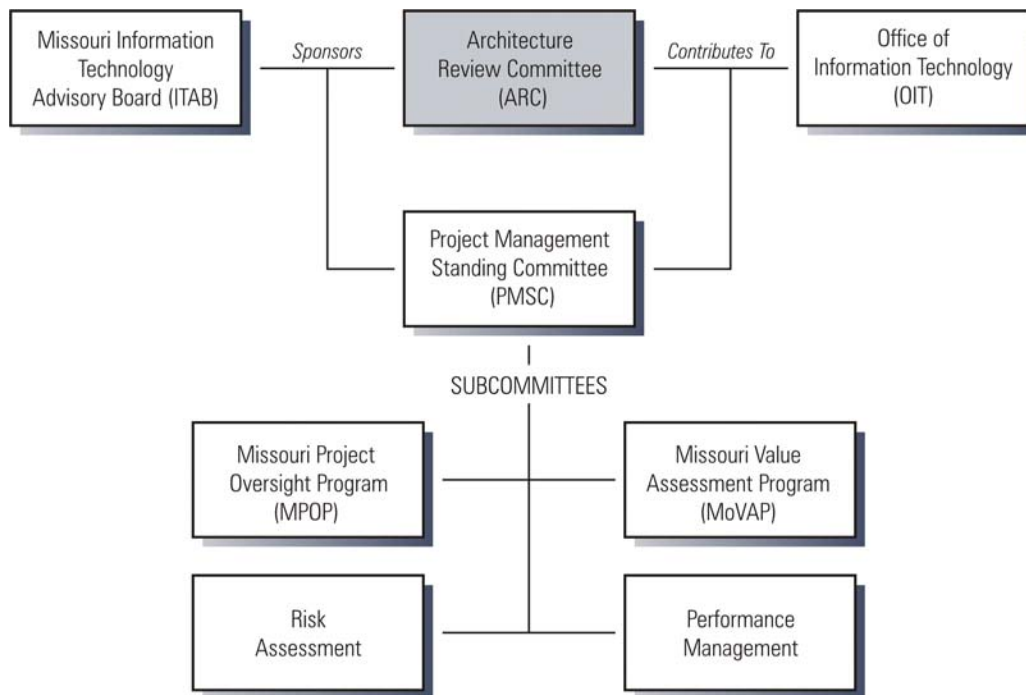 Missouri Information
Technology
Advisory Board (ITAB)
Sponsors
Architecture
Review Committee
(ARC)
Contributes To
Office of
Information Technology
(OIT)
Project Management
Standing Committee
(PMSC)
SUBCOMMITTEES
Missouri Project
Oversight Program
(MPOP)
Missouri Value
Assessment Program
(MoVAP)
Risk
Assessment
Performance
Management